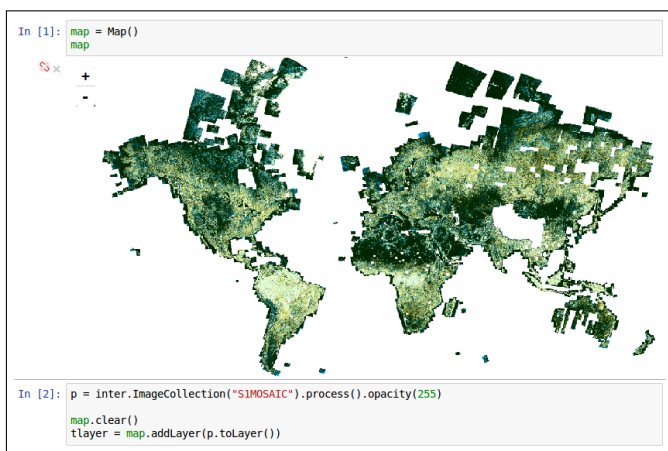 In [1]: map = Map()
map
+
-
In [2]: p = inter.ImageCollection("S1MOSAIC").process().opacity(255)
map.clear()
tlayer = map.addLayer(p.toLayer())